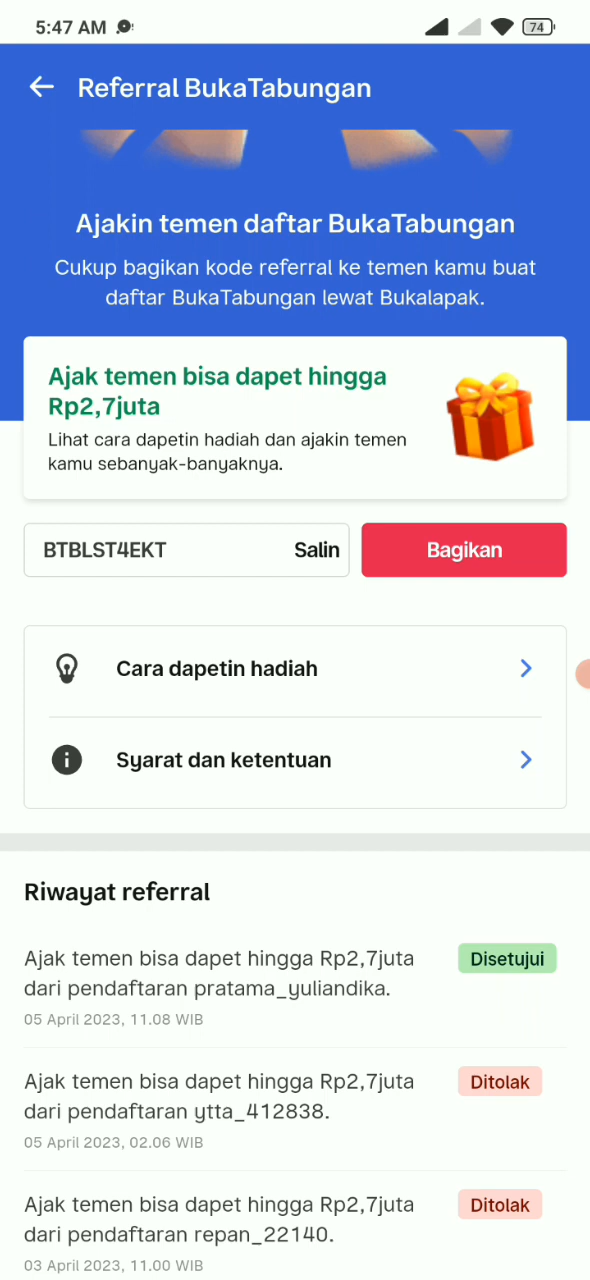 5:47 AM
74
Referral BukaTabungan
Ajakin temen daftar BukaTabungan
Cukup bagikan kode referral ke temen kamu buat
daftar BukaTabungan lewat Bukalapak.
Ajak temen bisa dapet hingga
Rp2,7juta
Lihat cara dapetin hadiah dan ajakin temen
kamu sebanyak-banyaknya.
BTBLST4EKT Salin Bagikan
Cara dapetin hadiah
Syarat dan ketentuan
Riwayat referral
Ajak temen bisa dapet hingga Rp2,7juta Disetujui
dari pendaftaran pratama_yuliandika.
05 April 2023, 11.08 WIB
Ajak temen bisa dapet hingga Rp2,7juta Ditolak
dari pendaftaran ytta_412838.
05 April 2023, 02.06 WIB
Ajak temen bisa dapet hingga Rp2,7juta Ditolak
dari pendaftaran repan_22140.
03 April 2023, 11.00 WIB